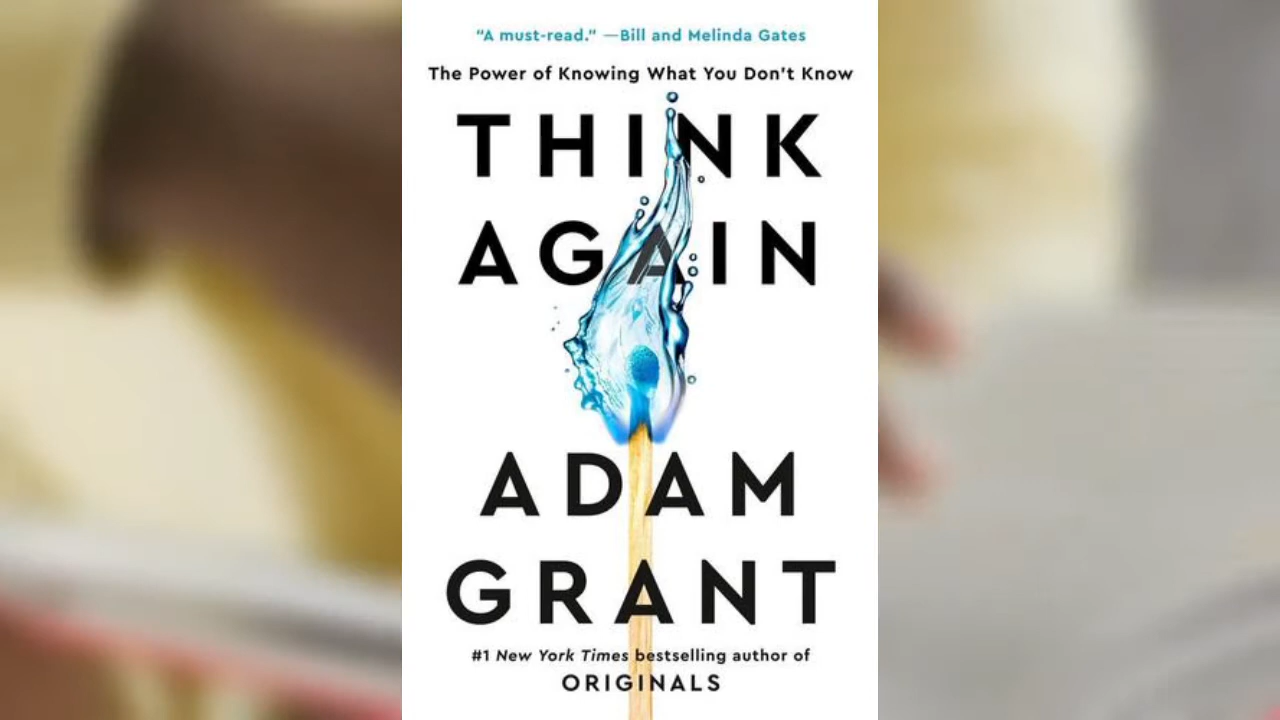 “A must-read.” —Bill and Melinda Gates
The Power of Knowing What You Don’t Know
THINK
AGAIN
ADAM
GRANT
#1 New York Times bestselling author of
ORIGINALS